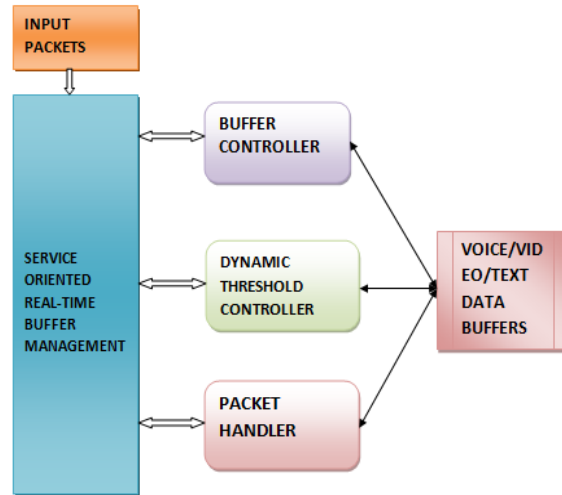 INPUT
PACKETS
BUFFER
CONTROLLER
SERVICE
ORIENTED
REAL-TIME
BUFFER
MANAGEMENT
DYNAMIC
THRESHOLD
CONTROLLER
PACKET
HANDLER
VOICE/VID
EO/TEXT
DATA
BUFFERS